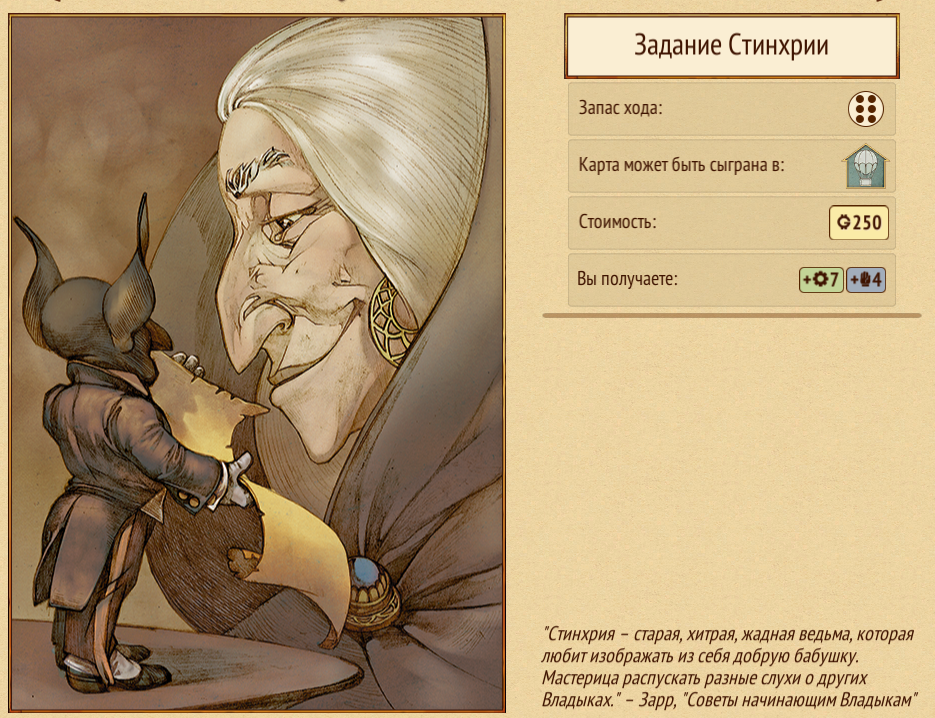 Задание Стинхрии
Запас хода:
Карта может быть сыграна в:
Стоимость:
250
Вы получаете:
+7 +4
"Стинхрия – старая, хитрая, жадная ведьма, которая
любит изображать из себя добрую бабушку.
Мастерица распускать разные слухи о других
Владыках." – Зарр, "Советы начинающим Владыкам"